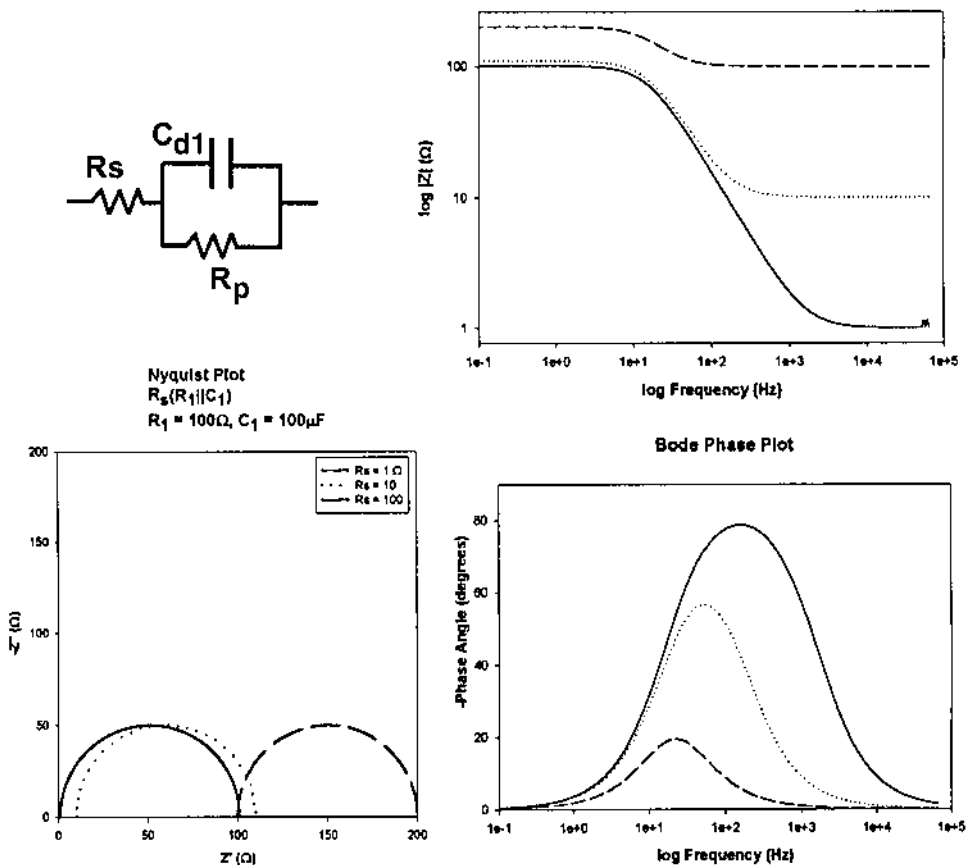 Cd1
Rs
Rp
log |Z| (Ω)
100
10
1
1e-1 1e+0 1e+1 1e+2 1e+3 1e+4 1e+5
log Frequency (Hz)
Nyquist Plot
Rs(R1||C1)
R1 = 100Ω, C1 = 100µF
200
150
100
50
0
-Z" (Ω)
Rs = 1 Ω
Rs = 10
Rs = 100
0 50 100 150 200
Z' (Ω)
Bode Phase Plot
-Phase Angle (degrees)
80
60
40
20
0
1e-1 1e+0 1e+1 1e+2 1e+3 1e+4 1e+5
log Frequency (Hz)